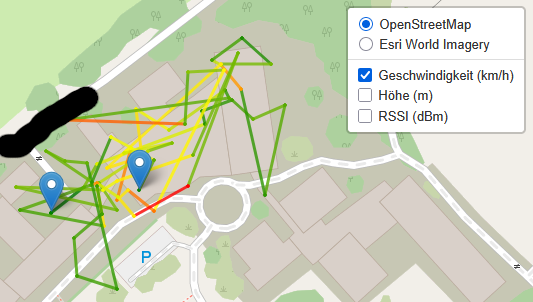 OpenStreetMap
Esri World Imagery
Geschwindigkeit (km/h)
Höhe (m)
RSSI (dBm)
P